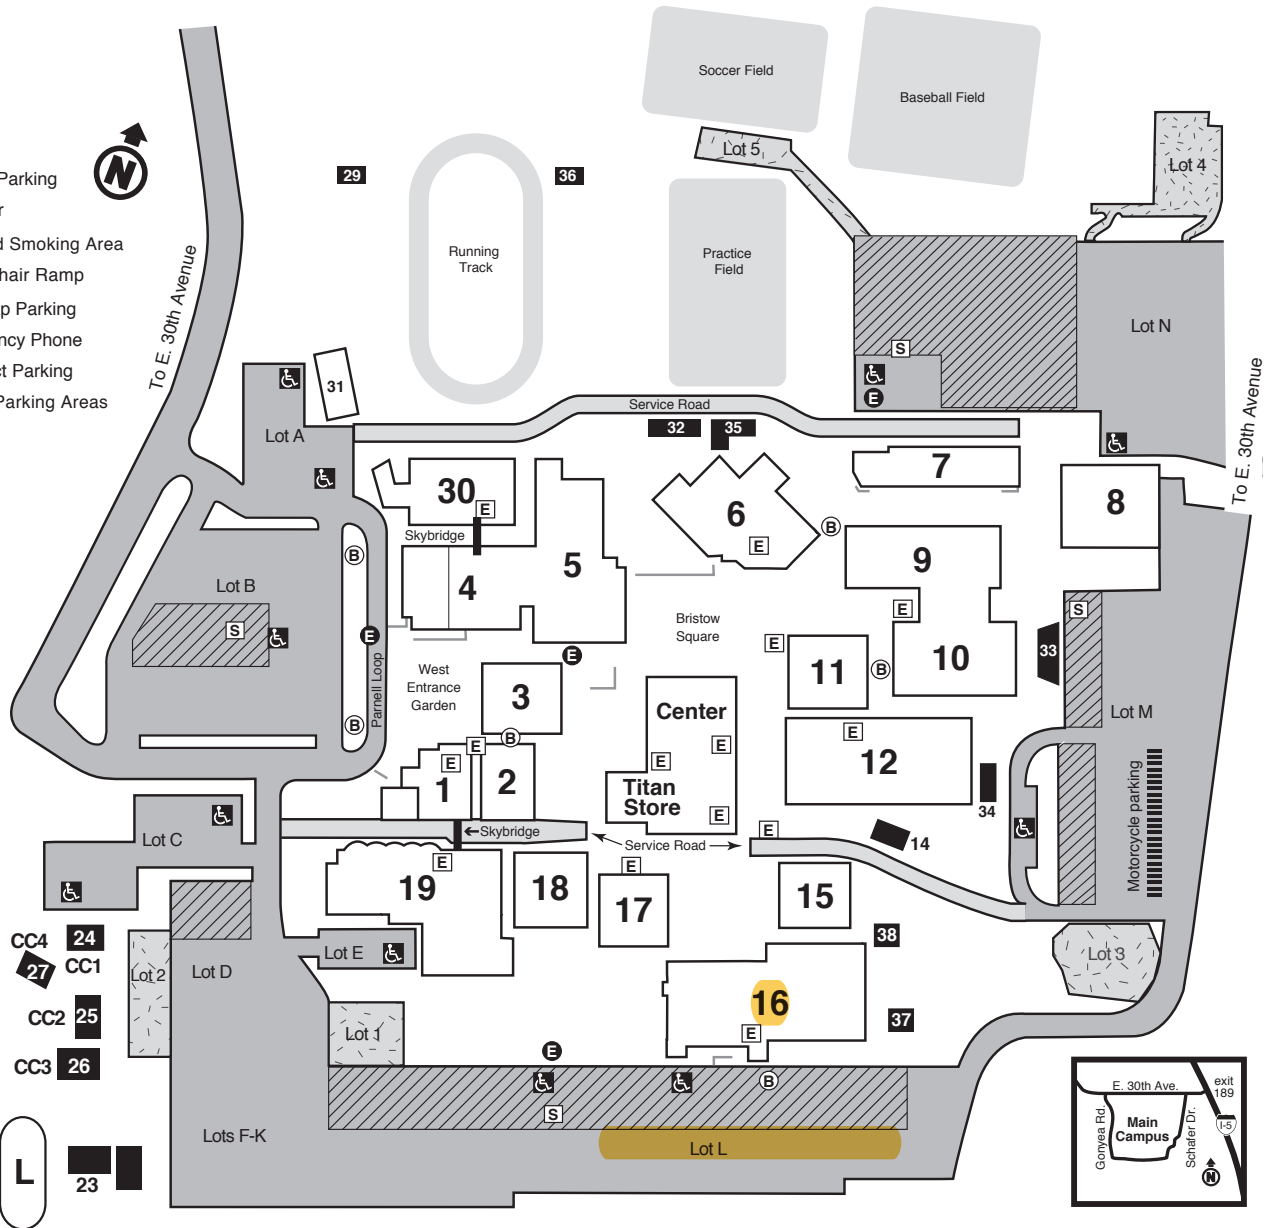 Soccer Field
Baseball Field
Lot 5
Lot 4
N
Parking
29
36
d Smoking Area
hair Ramp
p Parking
ncy Phone
ct Parking
Parking Areas
To E. 30th Avenue
Running
Track
Practice
Field
Lot N
S
E
31
Lot A
Service Road
32
35
To E. 30th Avenue
30
E
Skybridge
4
5
6
E
B
7
8
9
E
10
B
Lot B
S
E
B
B
Parnell Loop
West
Entrance
Garden
E
Bristow
Square
E
11
B
33
S
Lot M
3
B
E
E
1
2
Center
E
E
Titan
Store
E
E
12
34
Motorcycle parking
Skybridge
Service Road
E
14
Lot C
E
19
18
E
17
15
CC4
24
27
CC1
CC2
25
CC3
26
Lot 2
Lot D
Lot E
38
16
E
37
Lot 3
Lot 1
E
B
S
Lots F-K
Lot L
L
23
E. 30th Ave.
exit
189
Gonyea Rd.
Main
Campus
Schafer Dr.
I-5
N